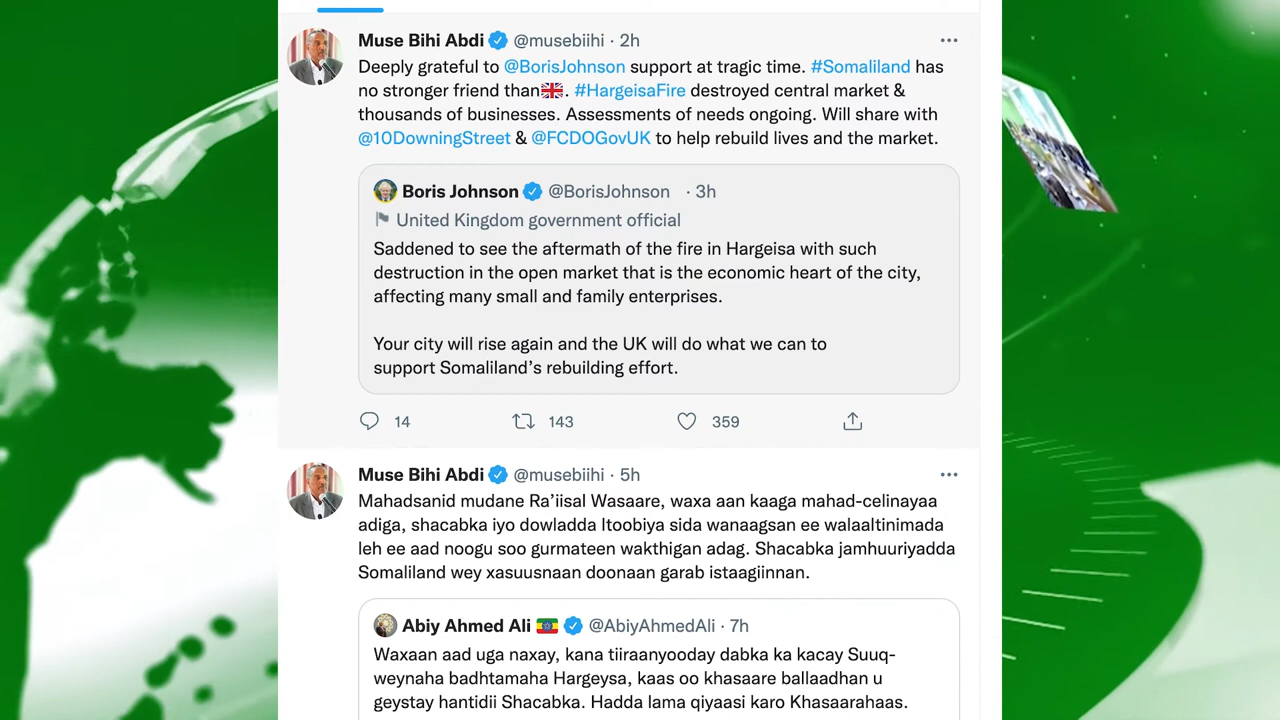 Muse Bihi Abdi @musebiihi · 2h
Deeply grateful to @BorisJohnson support at tragic time. #Somaliland has
no stronger friend than🇬🇧. #HargeisaFire destroyed central market &
thousands of businesses. Assessments of needs ongoing. Will share with
@10DowningStreet & @FCDOGovUK to help rebuild lives and the market.
Boris Johnson @BorisJohnson · 3h
United Kingdom government official
Saddened to see the aftermath of the fire in Hargeisa with such
destruction in the open market that is the economic heart of the city,
affecting many small and family enterprises.
Your city will rise again and the UK will do what we can to
support Somaliland’s rebuilding effort.
14 143 359
Muse Bihi Abdi @musebiihi · 5h
Mahadsanid mudane Ra’iisal Wasaare, waxa aan kaaga mahad-celinayaa
adiga, shacabka iyo dowladda Itoobiya sida wanaagsan ee walaaltinimada
leh ee aad noogu soo gurmateen wakthigan adag. Shacabka jamhuuriyadda
Somaliland wey xasuusnaan doonaan garab istaagiinnan.
Abiy Ahmed Ali 🇪🇹 @AbiyAhmedAli · 7h
Waxaan aad uga naxay, kana tiiraanyooday dabka ka kacay Suuq-
weynaha badhtamaha Hargeysa, kaas oo khasaare ballaadhan u
geystay hantidii Shacabka. Hadda lama qiyaasi karo Khasaarahaas.